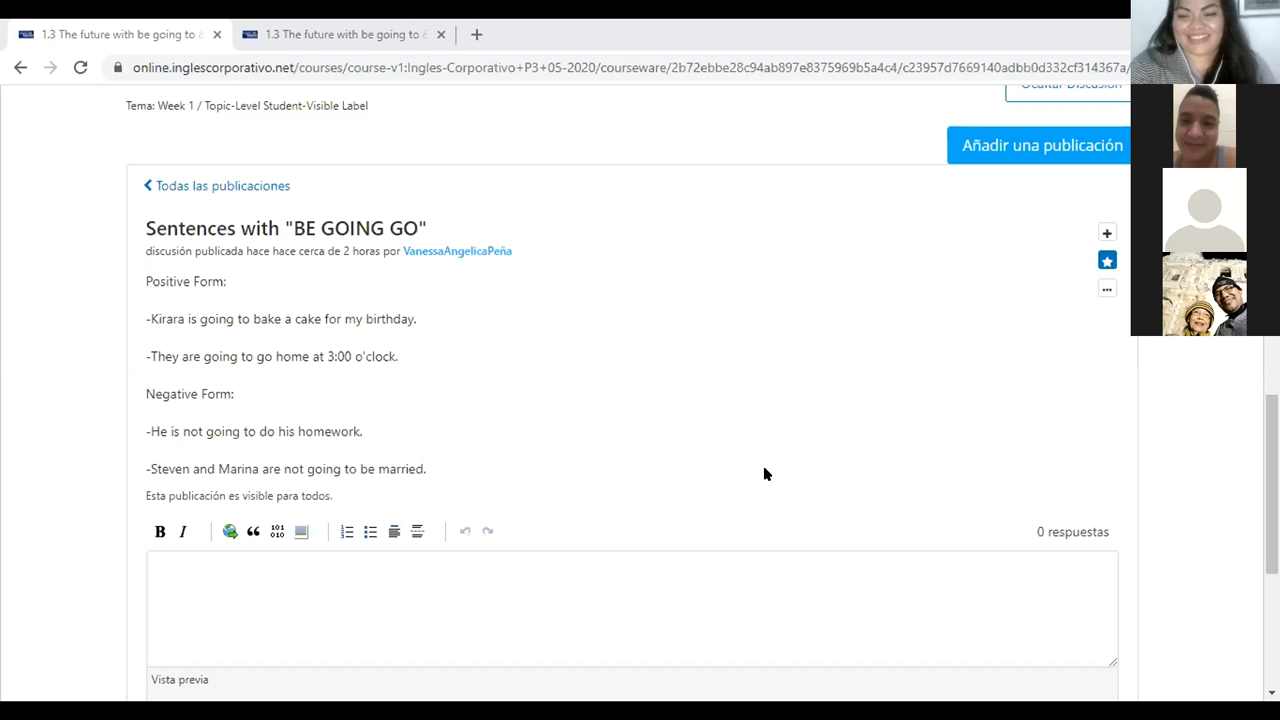 1.3 The future with be going to &
1.3 The future with be going to &
online.inglescorporativo.net/courses/course-v1:Ingles-Corporativo+P3+05-2020/courseware/2b72ebbe28c94ab897e8375969b5a4c4/c23957d7669140adbb0d332cf314367a/
Ocultar Discusión
Tema: Week 1 / Topic-Level Student-Visible Label
Añadir una publicación
Todas las publicaciones
Sentences with "BE GOING GO"
discusión publicada hace hace cerca de 2 horas por VanessaAngelicaPeña
Positive Form:
-Kirara is going to bake a cake for my birthday.
-They are going to go home at 3:00 o'clock.
Negative Form:
-He is not going to do his homework.
-Steven and Marina are not going to be married.
Esta publicación es visible para todos.
B I 101 010
0 respuestas
Vista previa